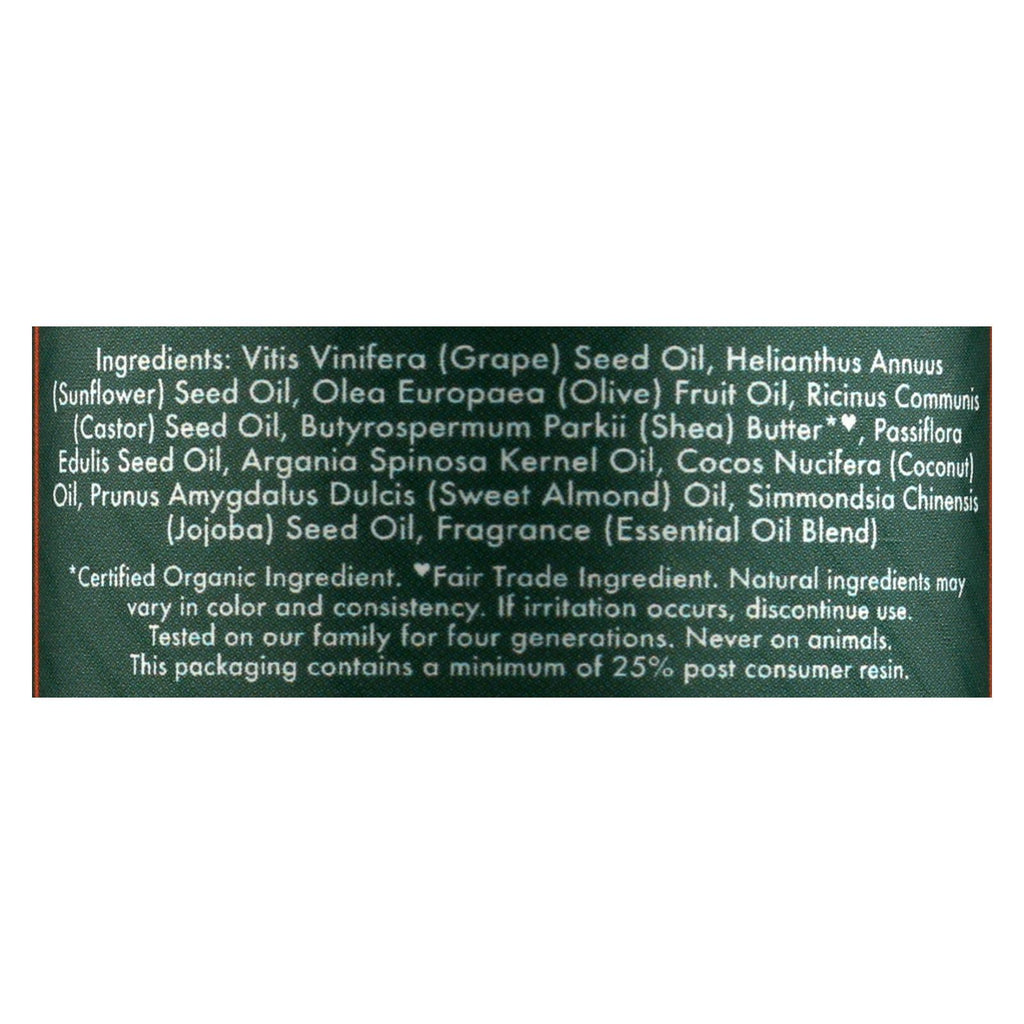 Ingredients: Vitis Vinifera (Grape) Seed Oil, Helianthus Annuus
(Sunflower) Seed Oil, Olea Europaea (Olive) Fruit Oil, Ricinus Communis
(Castor) Seed Oil, Butyrospermum Parkii (Shea) Butter*♥, Passiflora
Edulis Seed Oil, Argania Spinosa Kernel Oil, Cocos Nucifera (Coconut)
Oil, Prunus Amygdalus Dulcis (Sweet Almond) Oil, Simmondsia Chinensis
(Jojoba) Seed Oil, Fragrance (Essential Oil Blend)
*Certified Organic Ingredient. ♥Fair Trade Ingredient. Natural ingredients may
vary in color and consistency. If irritation occurs, discontinue use.
Tested on our family for four generations. Never on animals.
This packaging contains a minimum of 25% post consumer resin.